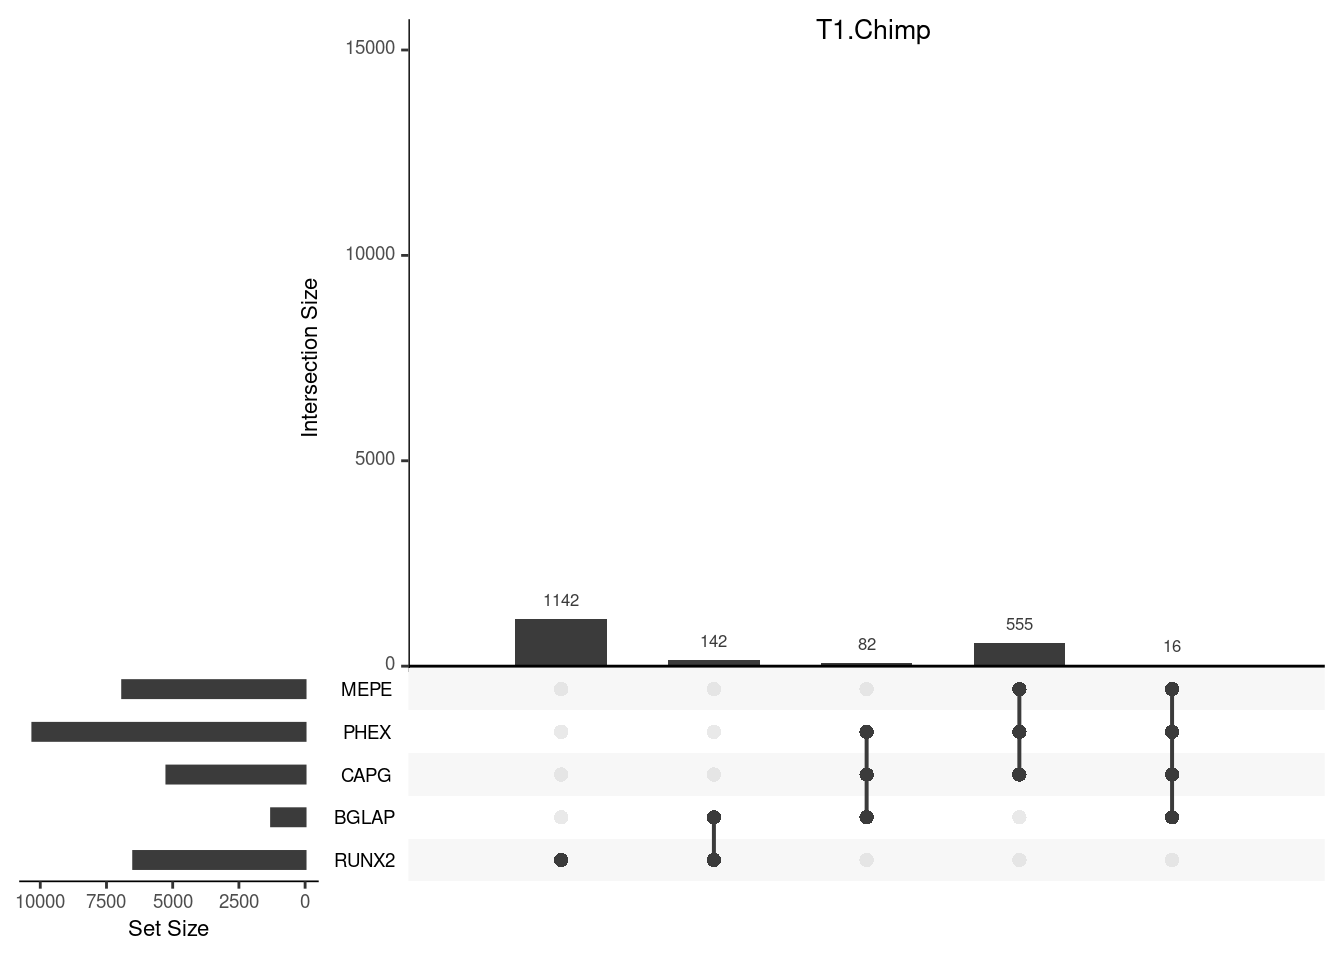 T1.Chimp
15000
10000
5000
0
Intersection Size
1142
142
82
555
16
MEPE
PHEX
CAPG
BGLAP
RUNX2
10000 7500 5000 2500 0
Set Size